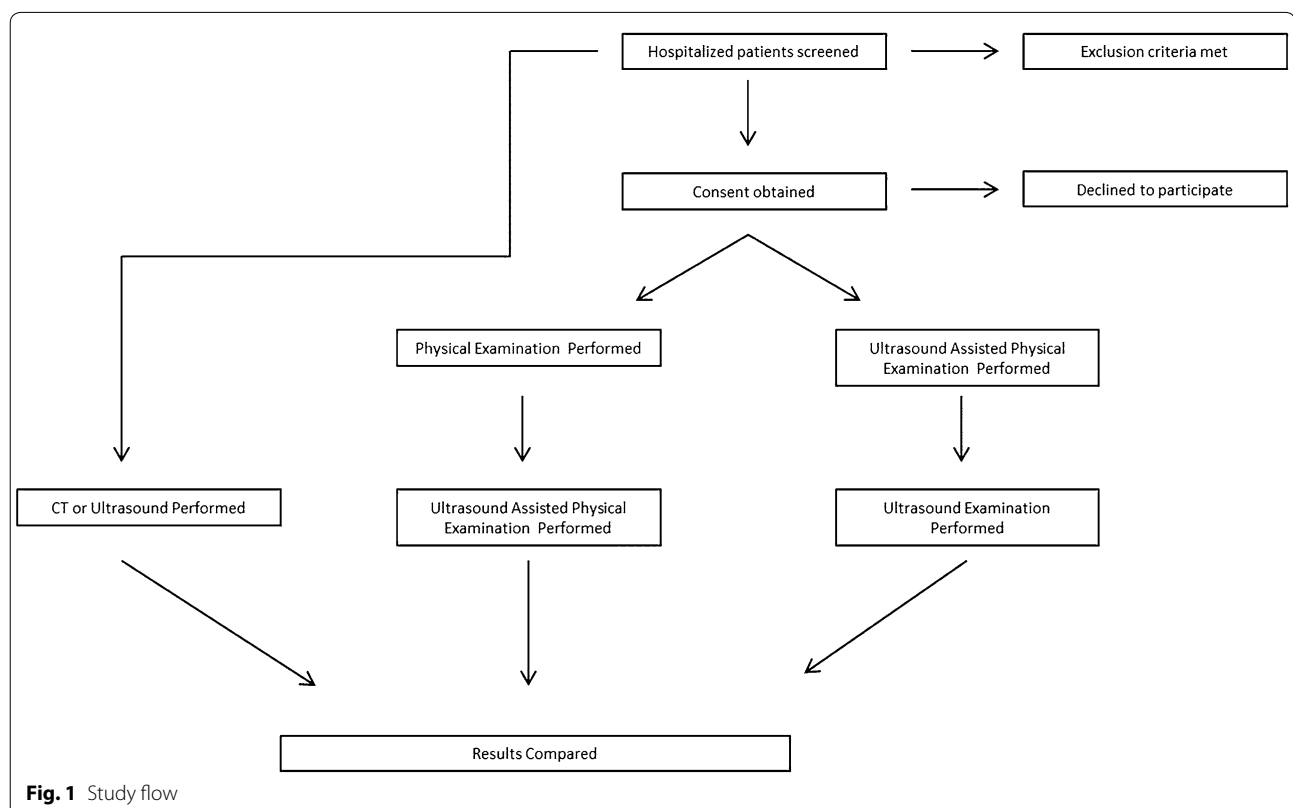 Hospitalized patients screened
Exclusion criteria met
Consent obtained
Declined to participate
Physical Examination Performed
Ultrasound Assisted Physical
Examination Performed
CT or Ultrasound Performed
Ultrasound Assisted Physical
Examination Performed
Ultrasound Examination
Performed
Results Compared
Fig. 1 Study flow